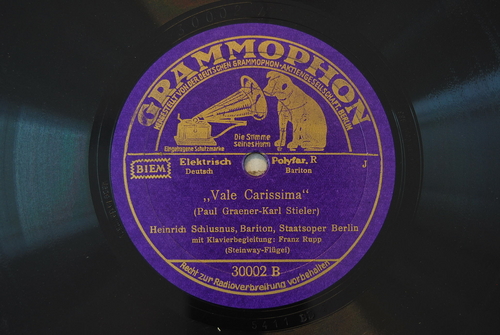 GRAMMOPHON
HERGESTELLT VON DER DEUTSCHEN GRAMMOPHON-AKTIENGESELLSCHAFT, BERLIN
Die Stimme
seines Herrn
Eingetragene Schutzmarke
BIEM
Elektrisch
Polyfar. R
J
Deutsch
Bariton
„Vale Carissima“
(Paul Graener-Karl Stieler)
Heinrich Schlusnus, Bariton, Staatsoper Berlin
mit Klavierbegleitung: Franz Rupp
(Steinway-Flügel)
30002 B
Recht zur Radioverbreitung vorbehalten